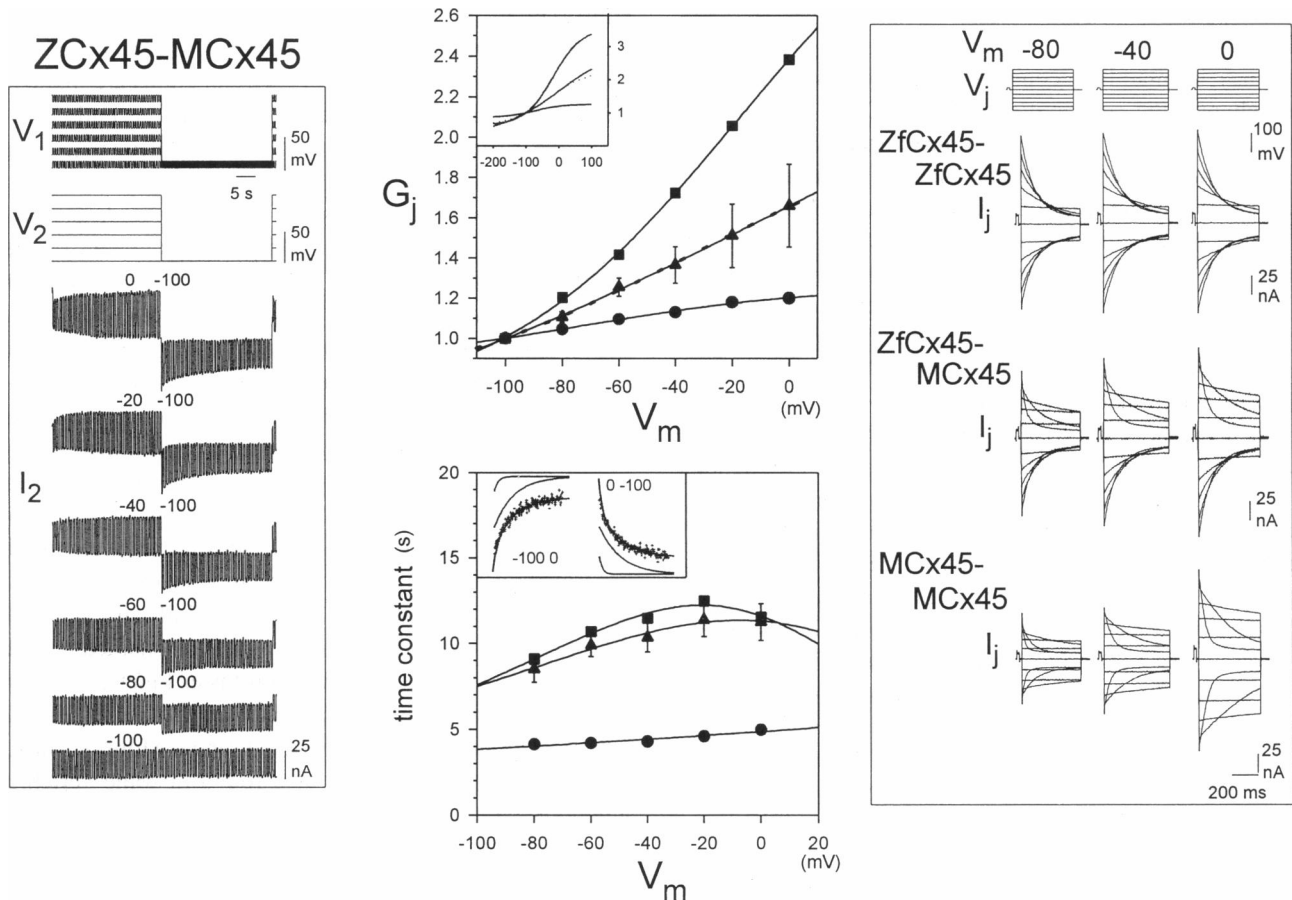 ZCx45-MCx45
V1
50
mV
5 s
V2
50
mV
0 -100
-20 -100
-40 -100
I2
-60 -100
-80 -100
-100
25
nA
2.6
2.4
2.2
2.0
1.8
1.6
1.4
1.2
1.0
Gj
3
2
1
-200 -100 0 100
-100 -80 -60 -40 -20 0
(mV)
Vm
20
15
10
5
0
time constant (s)
-100 0
0 -100
-100 -80 -60 -40 -20 0 20
(mV)
Vm
Vm -80 -40 0
Vj
100
mV
ZfCx45-
ZfCx45
Ij
25
nA
ZfCx45-
MCx45
Ij
25
nA
MCx45-
MCx45
Ij
25
nA
200 ms